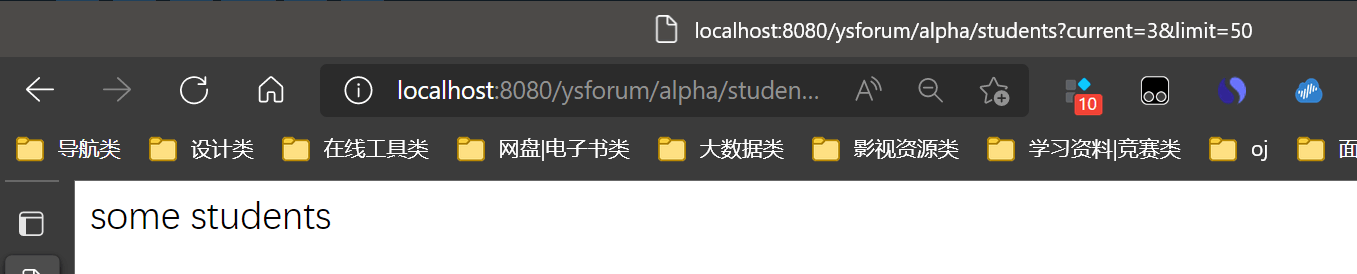 localhost:8080/ysforum/alpha/students?current=3&limit=50
localhost:8080/ysforum/alpha/studen...
10
导航类 设计类 在线工具类 网盘|电子书类 大数据类 影视资源类 学习资料|竞赛类 oj 面
some students